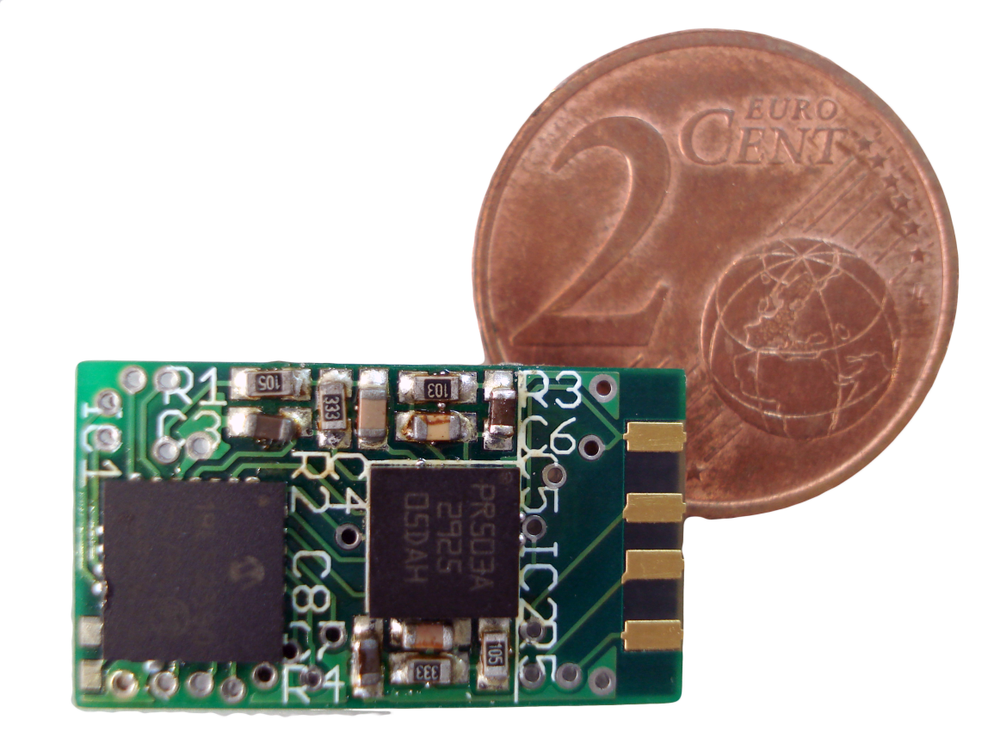 2
EURO
CENT
R1
105
333
103
R3
C3
C6
IC1
R2
C4
C5
PR503A
2925
05DAH
IC2
C8
R4
333
105
R5